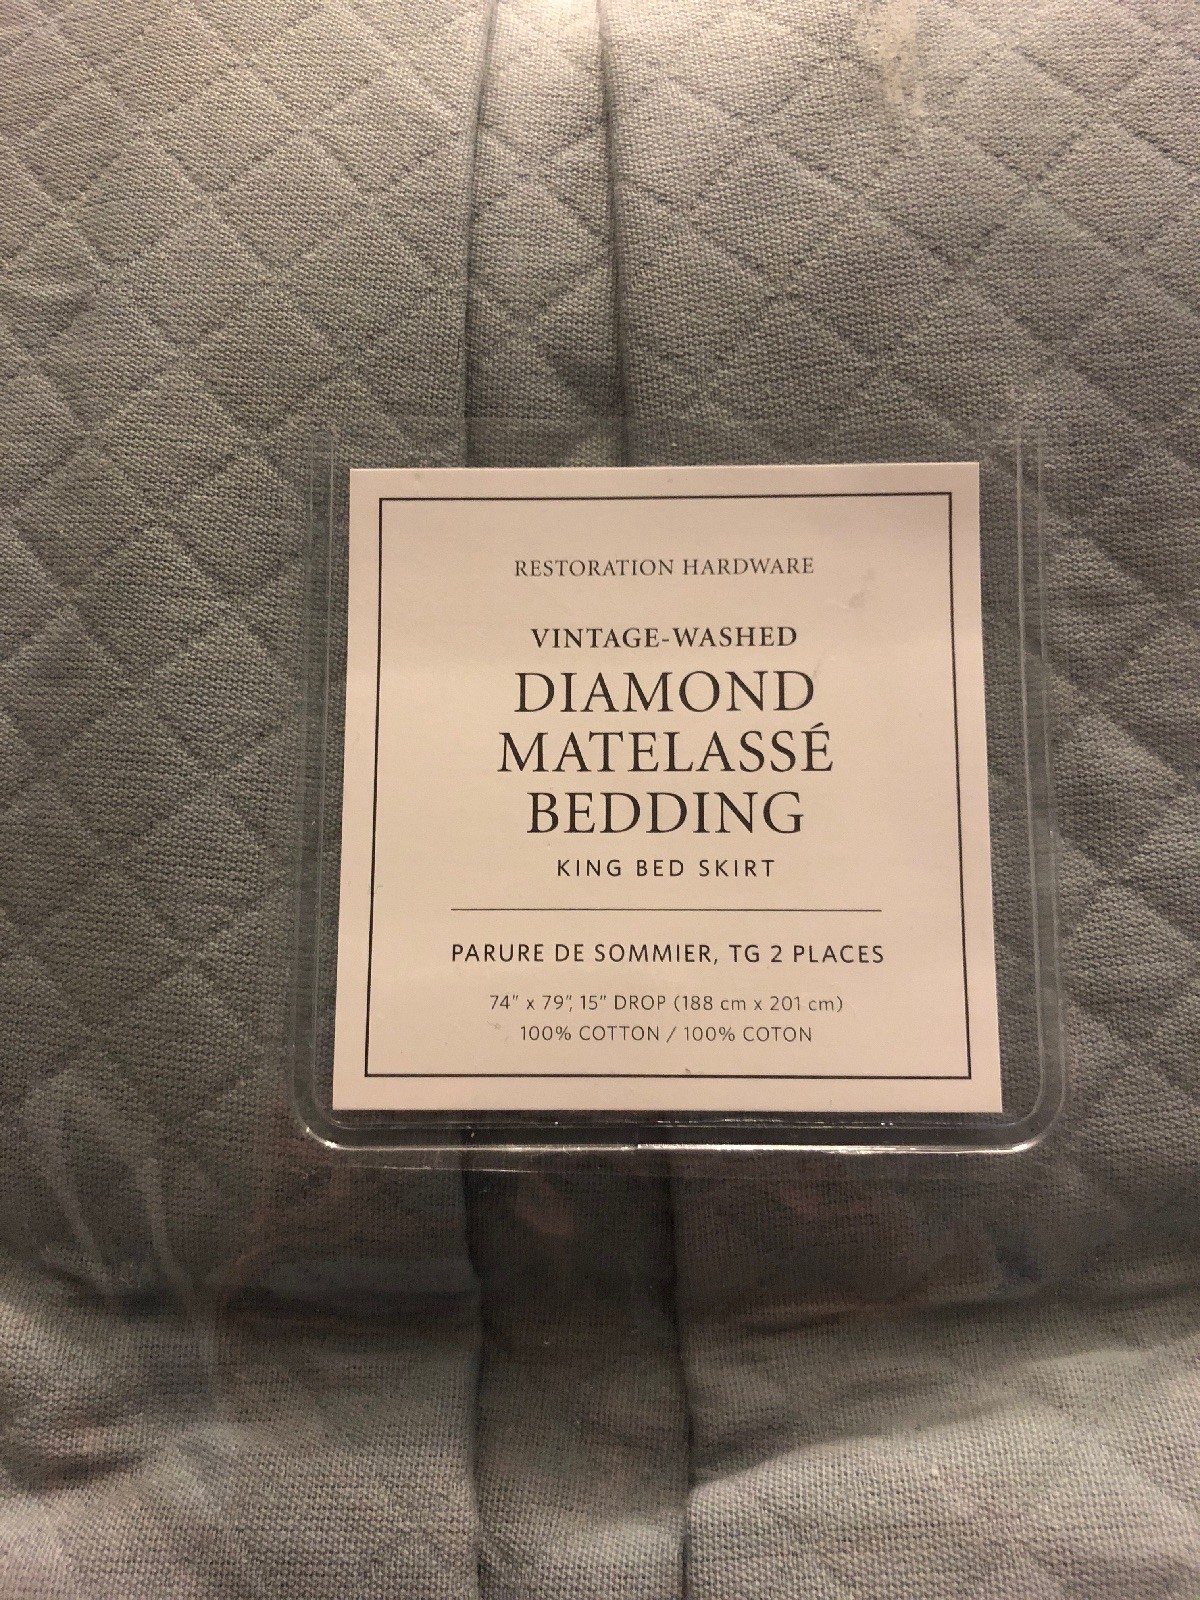 RESTORATION HARDWARE
VINTAGE-WASHED
DIAMOND
MATELASSÉ
BEDDING
KING BED SKIRT
PARURE DE SOMMIER, TG 2 PLACES
74" x 79", 15" DROP (188 cm x 201 cm)
100% COTTON / 100% COTON